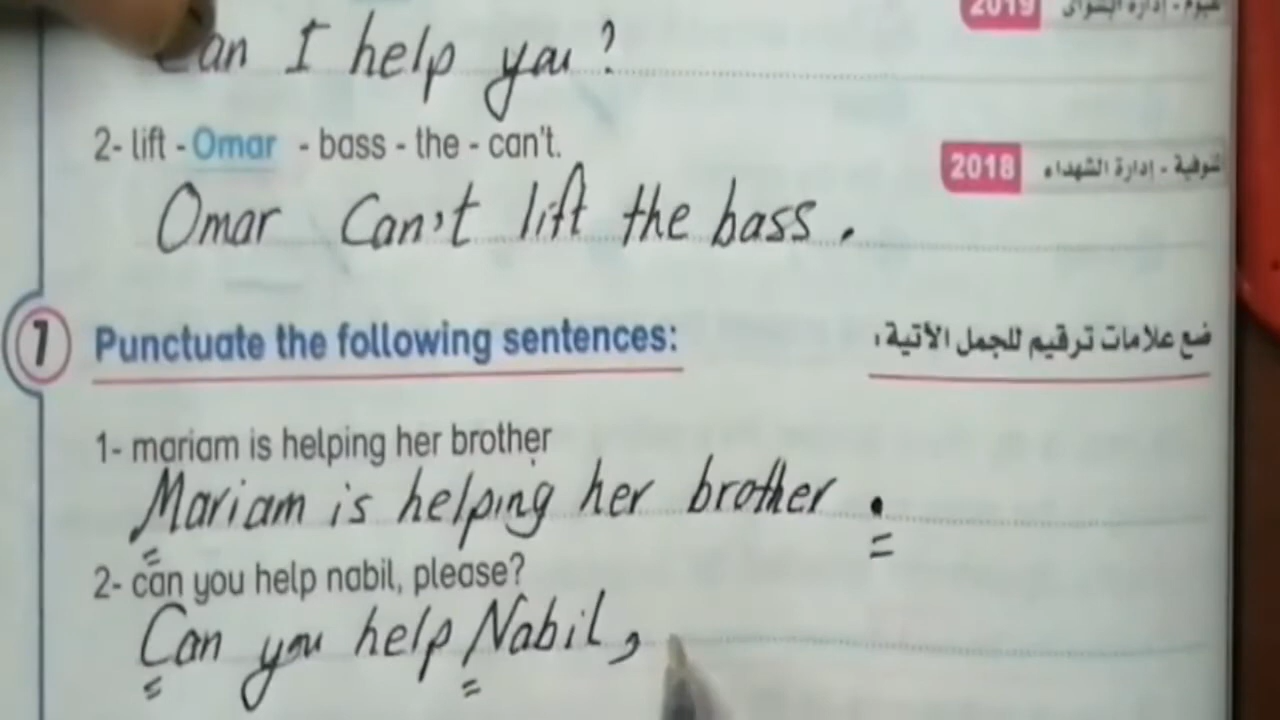 Can I help you?
2019 إدارة
2- lift - Omar - bass - the - can't.
2018 إدارة الشهداء
Omar Can't lift the bass.
7 Punctuate the following sentences: ضع علامات ترقيم للجمل الآتية:
1- mariam is helping her brother
Mariam is helping her brother.
2- can you help nabil, please?
Can you help Nabil,